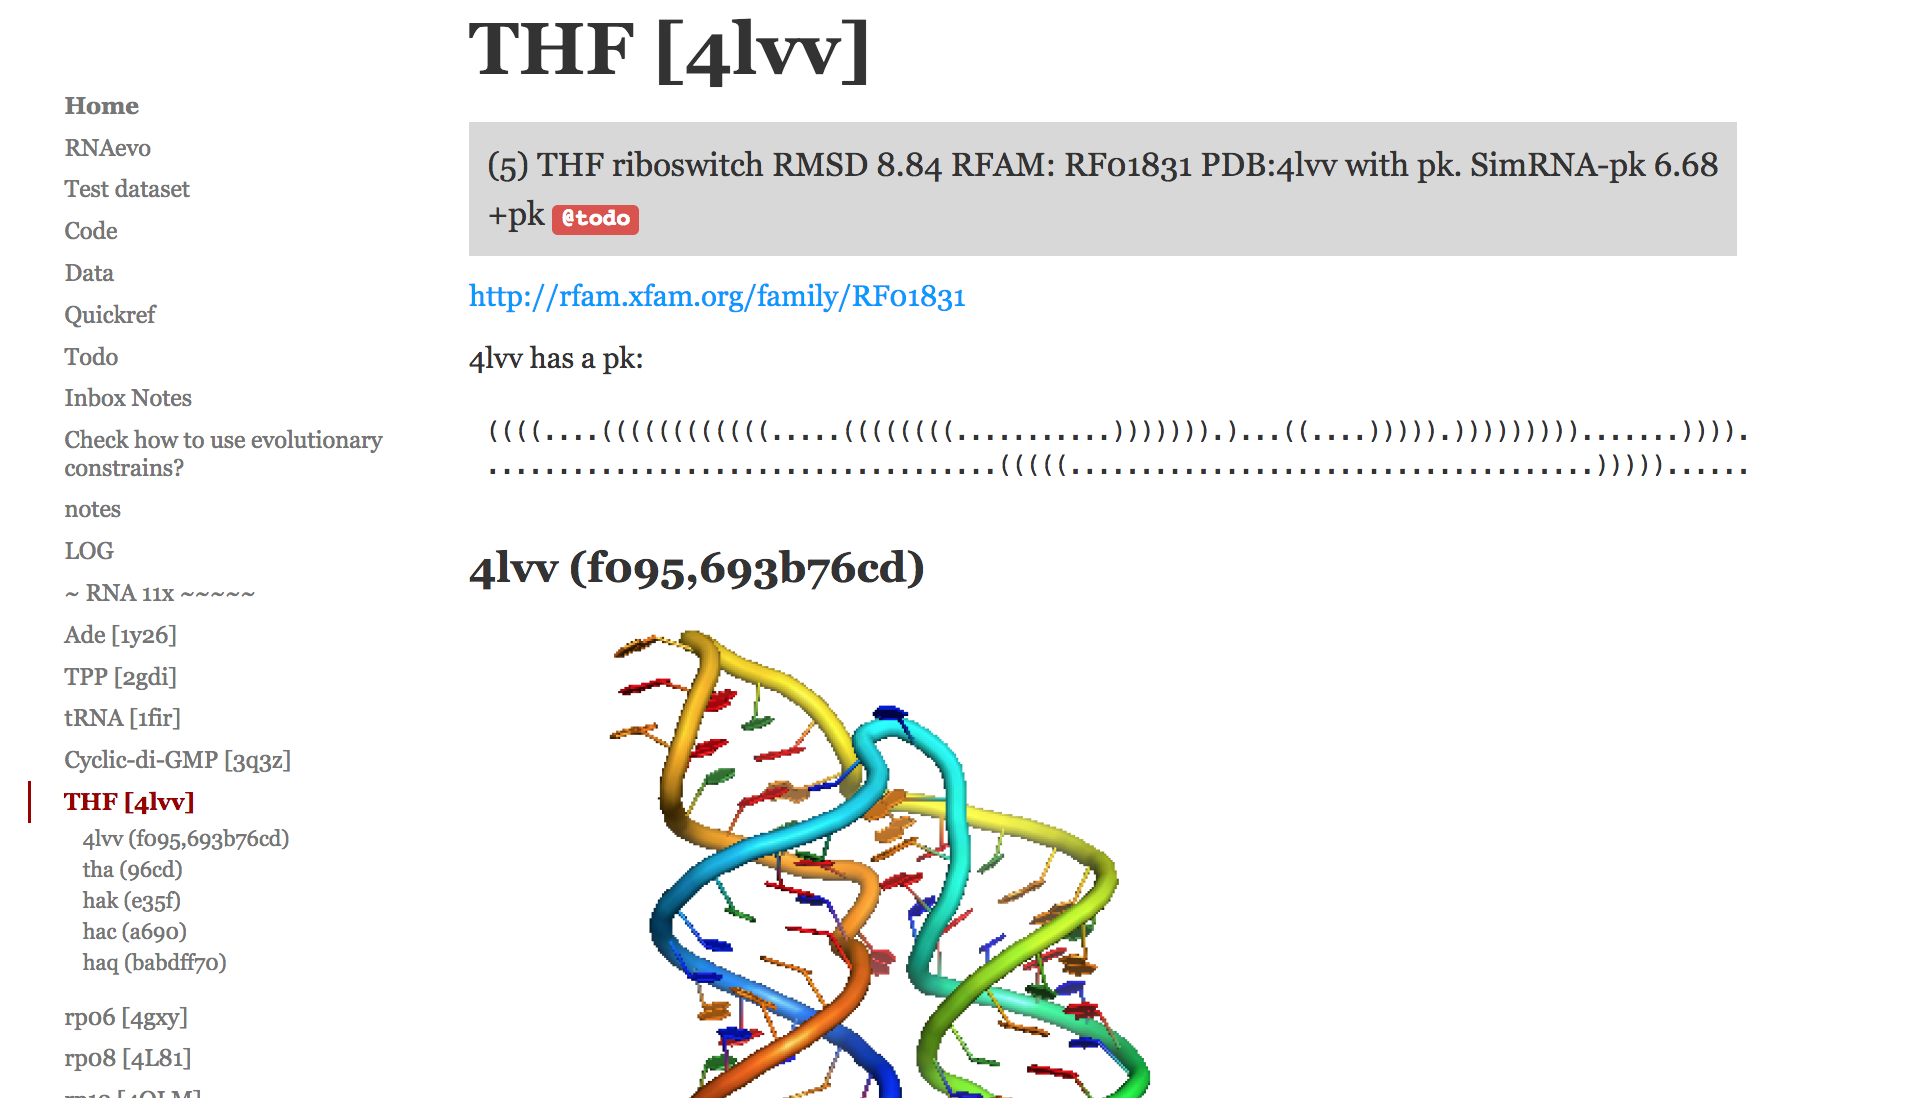 THF [4lvv]
Home
RNAevo
Test dataset
Code
Data
Quickref
Todo
Inbox Notes
Check how to use evolutionary
constrains?
notes
LOG
~ RNA 11x ~~~~~
Ade [1y26]
TPP [2gdi]
tRNA [1fir]
Cyclic-di-GMP [3q3z]
THF [4lvv]
4lvv (f095,693b76cd)
tha (96cd)
hak (e35f)
hac (a690)
haq (babdff70)
rp06 [4gxy]
rp08 [4L81]
(5) THF riboswitch RMSD 8.84 RFAM: RF01831 PDB:4lvv with pk. SimRNA-pk 6.68
+pk @todo
http://rfam.xfam.org/family/RF01831
4lvv has a pk:
((((....((((((((((((.....((((((((...........))))))).)...((....))))).))))))))).......)))).
....................................(((((.....................................)))))......
4lvv (f095,693b76cd)